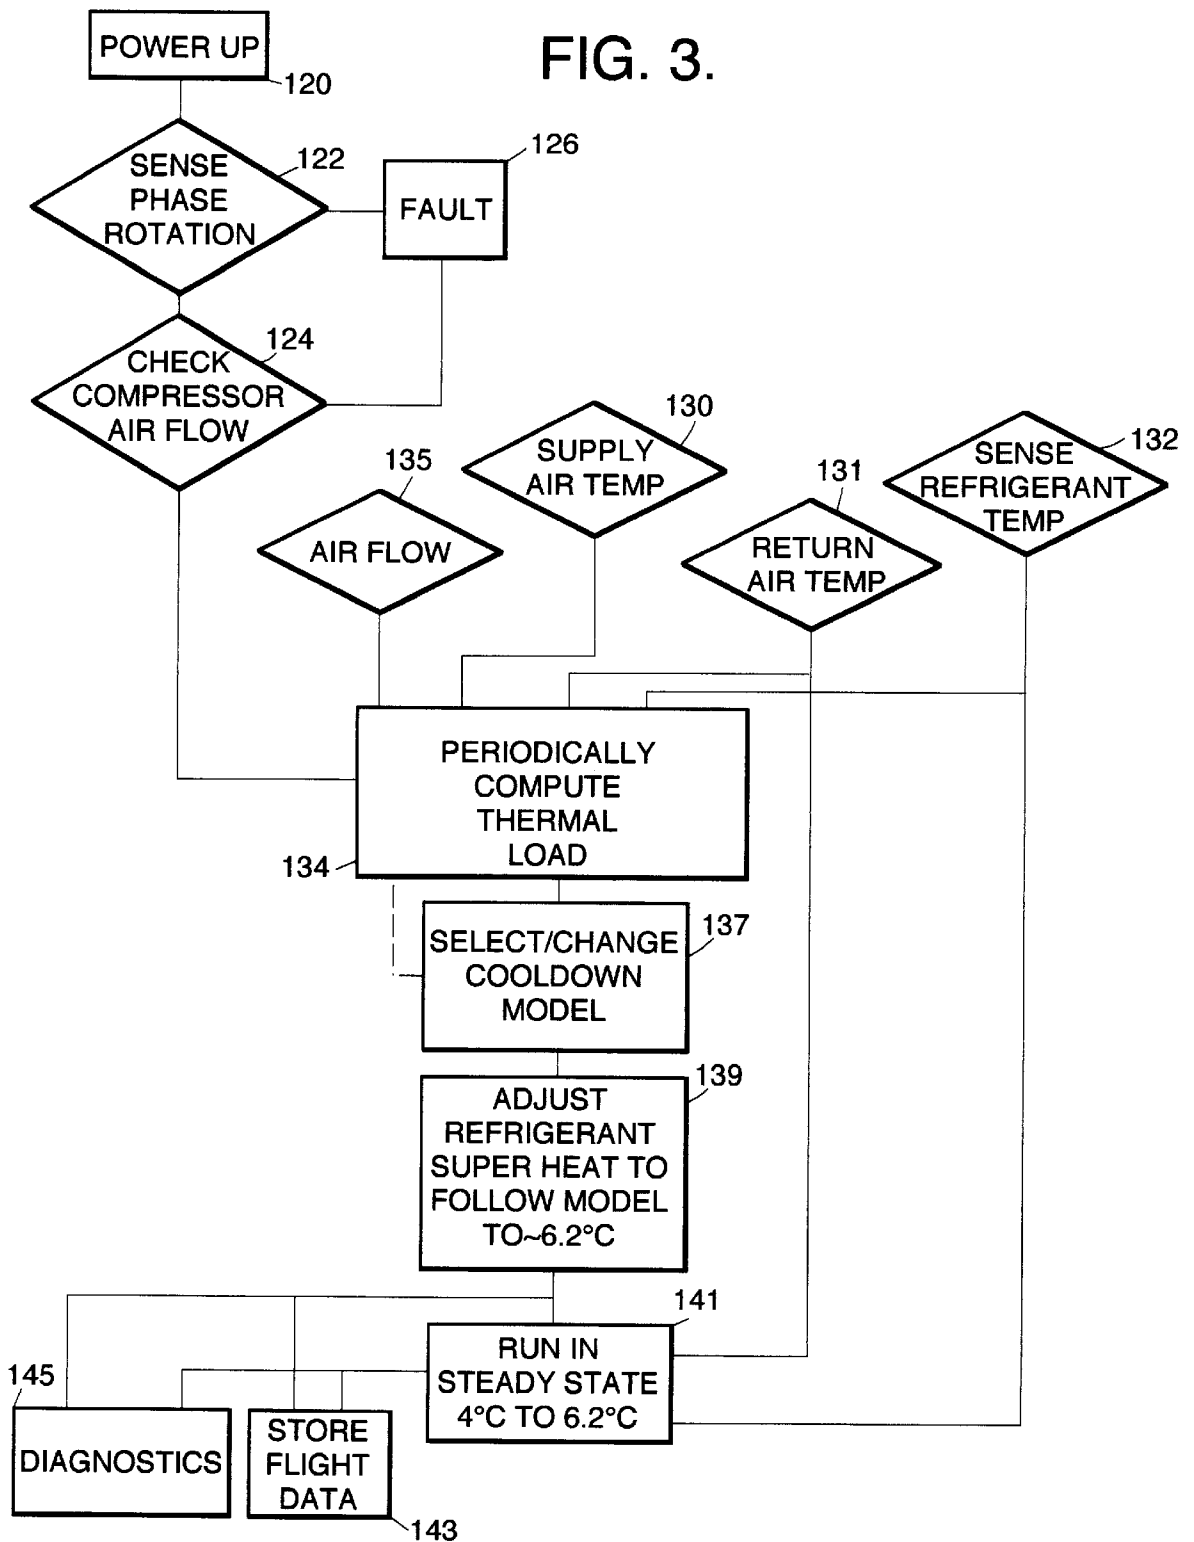 POWER UP
FIG. 3.
120
SENSE
PHASE
ROTATION
122
126
FAULT
CHECK
COMPRESSOR
AIR FLOW
124
135
AIR FLOW
130
SUPPLY
AIR TEMP
131
RETURN
AIR TEMP
132
SENSE
REFRIGERANT
TEMP
PERIODICALLY
COMPUTE
THERMAL
LOAD
134
SELECT/CHANGE
COOLDOWN
MODEL
137
ADJUST
REFRIGERANT
SUPER HEAT TO
FOLLOW MODEL
TO~6.2°C
139
141
RUN IN
STEADY STATE
4°C TO 6.2°C
145
DIAGNOSTICS
STORE
FLIGHT
DATA
143